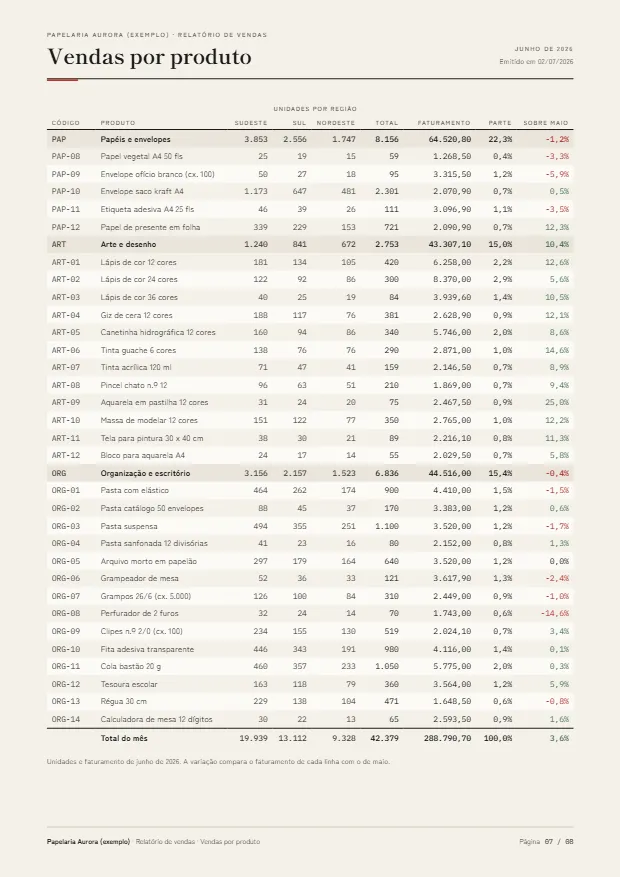 PAPELARIA AURORA (EXEMPLO) · RELATÓRIO DE VENDAS
Vendas por produto
JUNHO DE 2026
Emitido em 02/07/2026
UNIDADES POR REGIÃO
CÓDIGO PRODUTO SUDESTE SUL NORDESTE TOTAL FATURAMENTO PARTE SOBRE MAIO
PAP Papéis e envelopes 3.853 2.556 1.747 8.156 64.520,80 22,3% -1,2%
PAP-08 Papel vegetal A4 50 fls 25 19 15 59 1.268,50 0,4% -3,3%
PAP-09 Envelope ofício branco (cx. 100) 50 27 18 95 3.315,50 1,2% -5,9%
PAP-10 Envelope saco kraft A4 1.173 647 481 2.301 2.070,90 0,7% 0,5%
PAP-11 Etiqueta adesiva A4 25 fls 46 39 26 111 3.096,90 1,1% -3,5%
PAP-12 Papel de presente em folha 339 229 153 721 2.090,90 0,7% 12,3%
ART Arte e desenho 1.240 841 672 2.753 43.307,10 15,0% 10,4%
ART-01 Lápis de cor 12 cores 181 134 105 420 6.258,00 2,2% 12,6%
ART-02 Lápis de cor 24 cores 122 92 86 300 8.370,00 2,9% 5,6%
ART-03 Lápis de cor 36 cores 40 25 19 84 3.939,60 1,4% 10,5%
ART-04 Giz de cera 12 cores 188 117 76 381 2.628,90 0,9% 12,1%
ART-05 Canetinha hidrográfica 12 cores 160 94 86 340 5.746,00 2,0% 8,6%
ART-06 Tinta guache 6 cores 138 76 76 290 2.871,00 1,0% 14,6%
ART-07 Tinta acrílica 120 ml 71 47 41 159 2.146,50 0,7% 8,9%
ART-08 Pincel chato n.º 12 96 63 51 210 1.869,00 0,7% 9,4%
ART-09 Aquarela em pastilha 12 cores 31 24 20 75 2.467,50 0,9% 25,0%
ART-10 Massa de modelar 12 cores 151 122 77 350 2.765,00 1,0% 12,2%
ART-11 Tela para pintura 30 x 40 cm 38 30 21 89 2.216,10 0,8% 11,3%
ART-12 Bloco para aquarela A4 24 17 14 55 2.029,50 0,7% 5,8%
ORG Organização e escritório 3.156 2.157 1.523 6.836 44.516,00 15,4% -0,4%
ORG-01 Pasta com elástico 464 262 174 900 4.410,00 1,5% -1,5%
ORG-02 Pasta catálogo 50 envelopes 88 45 37 170 3.383,00 1,2% 0,6%
ORG-03 Pasta suspensa 494 355 251 1.100 3.520,00 1,2% -1,7%
ORG-04 Pasta sanfonada 12 divisórias 41 23 16 80 2.152,00 0,8% 1,3%
ORG-05 Arquivo morto em papelão 297 179 164 640 3.520,00 1,2% 0,0%
ORG-06 Grampeador de mesa 52 36 33 121 3.617,90 1,3% -2,4%
ORG-07 Grampos 26/6 (cx. 5.000) 126 100 84 310 2.449,00 0,9% -1,0%
ORG-08 Perfurador de 2 furos 32 24 14 70 1.743,00 0,6% -14,6%
ORG-09 Clipes n.º 2/0 (cx. 100) 234 155 130 519 2.024,10 0,7% 3,4%
ORG-10 Fita adesiva transparente 446 343 191 980 4.116,00 1,4% 0,1%
ORG-11 Cola bastão 20 g 460 357 233 1.050 5.775,00 2,0% 0,3%
ORG-12 Tesoura escolar 163 118 79 360 3.564,00 1,2% 5,9%
ORG-13 Régua 30 cm 229 138 104 471 1.648,50 0,6% -0,8%
ORG-14 Calculadora de mesa 12 dígitos 30 22 13 65 2.593,50 0,9% 1,6%
Total do mês 19.939 13.112 9.328 42.379 288.790,70 100,0% 3,6%
Unidades e faturamento de junho de 2026. A variação compara o faturamento de cada linha com o de maio.
Papelaria Aurora (exemplo) · Relatório de vendas · Vendas por produto
Página 07 / 08